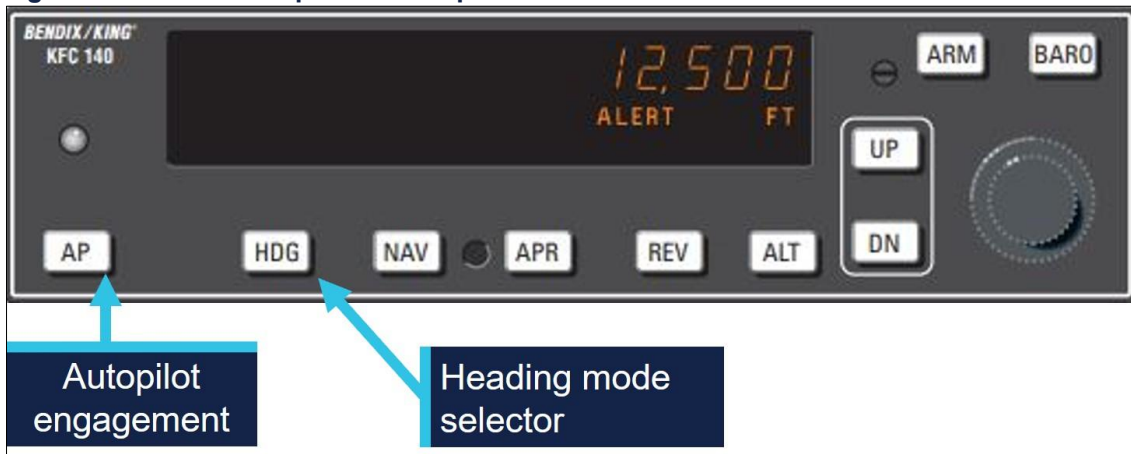 BENDIX/KING®
KFC 140
12,500
ALERT FT
ARM BARO
UP
DN
AP HDG NAV APR REV ALT
Autopilot
engagement
Heading mode
selector